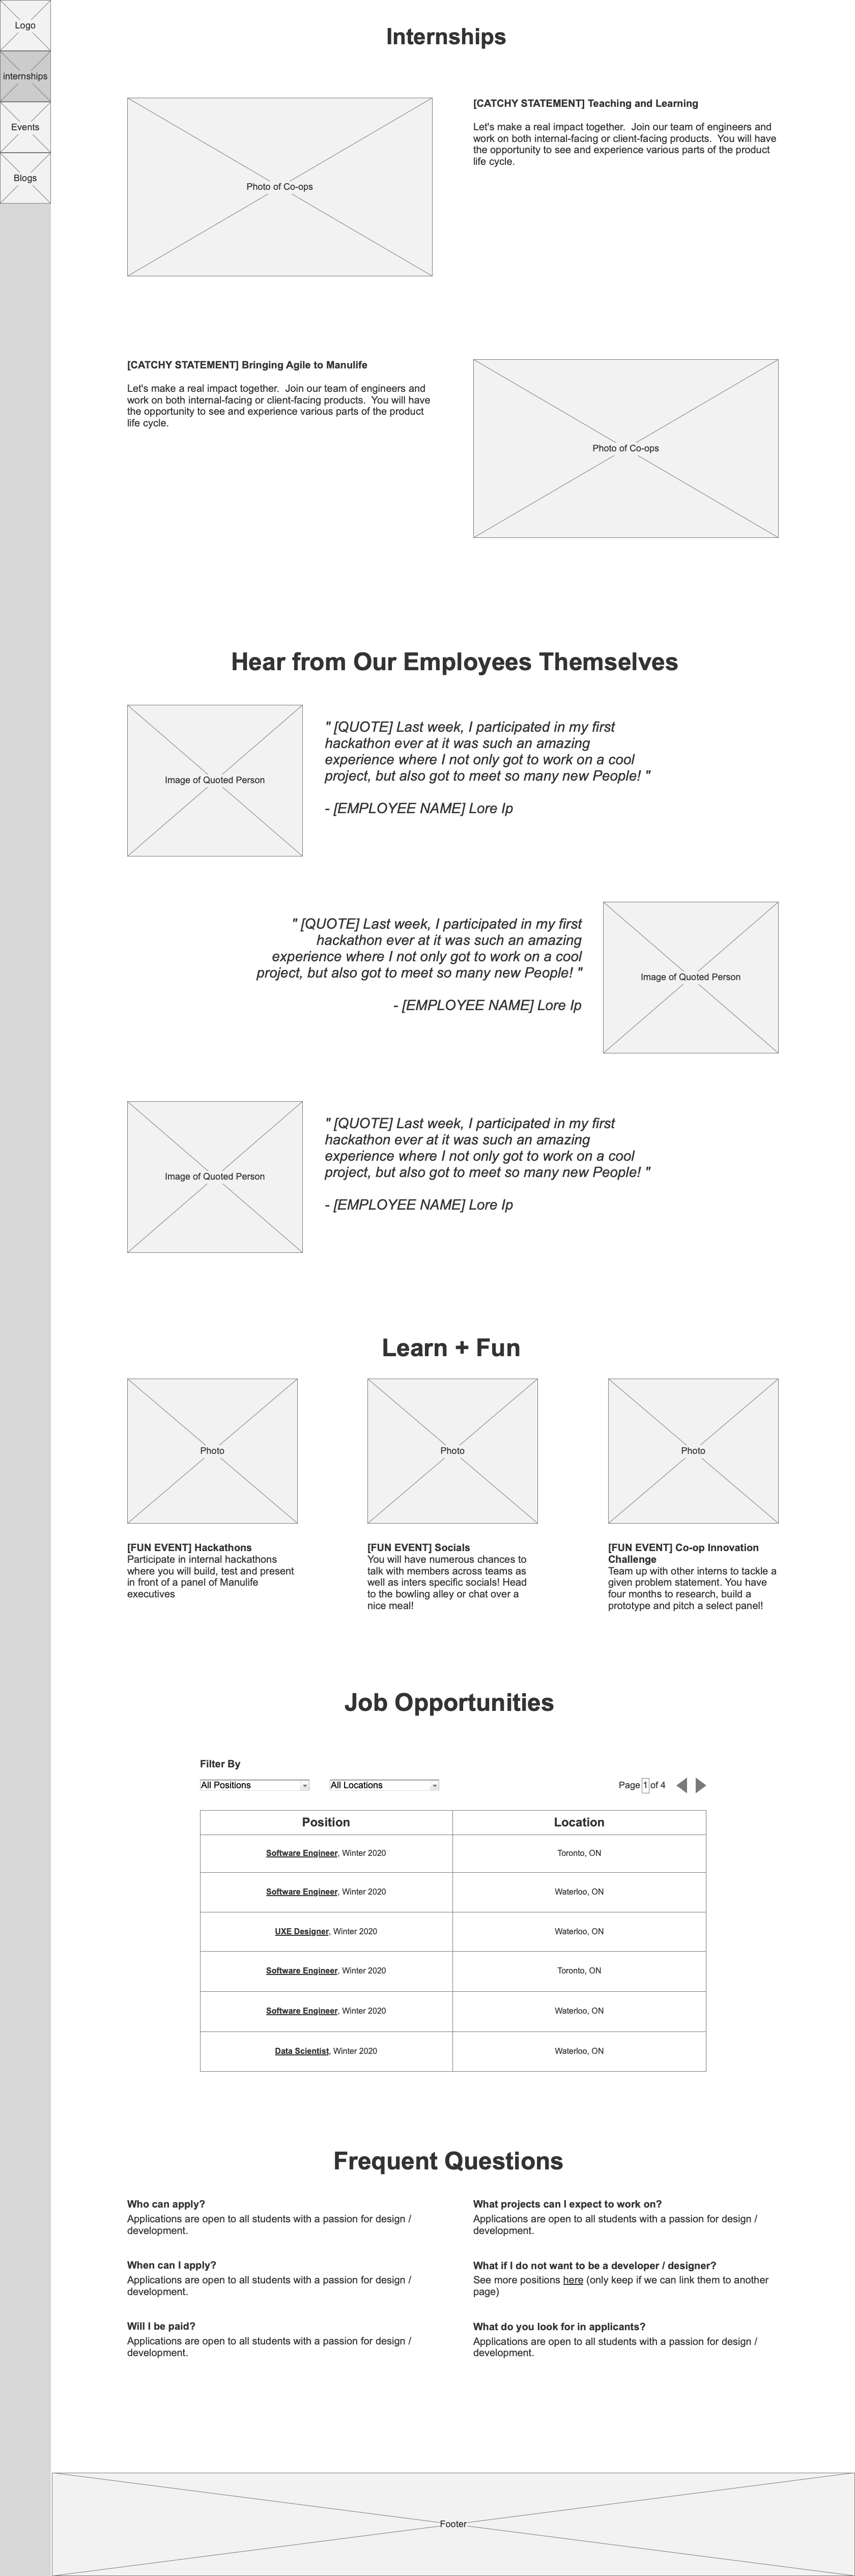 Logo
internships
Events
Blogs
Internships
Photo of Co-ops
[CATCHY STATEMENT] Teaching and Learning
Let's make a real impact together.  Join our team of engineers and
work on both internal-facing or client-facing products.  You will have
the opportunity to see and experience various parts of the product
life cycle.
[CATCHY STATEMENT] Bringing Agile to Manulife
Let's make a real impact together.  Join our team of engineers and
work on both internal-facing or client-facing products.  You will have
the opportunity to see and experience various parts of the product
life cycle.
Photo of Co-ops
Hear from Our Employees Themselves
Image of Quoted Person
" [QUOTE] Last week, I participated in my first
hackathon ever at it was such an amazing
experience where I not only got to work on a cool
project, but also got to meet so many new People! "
- [EMPLOYEE NAME] Lore Ip
" [QUOTE] Last week, I participated in my first
hackathon ever at it was such an amazing
experience where I not only got to work on a cool
project, but also got to meet so many new People! "
- [EMPLOYEE NAME] Lore Ip
Image of Quoted Person
Image of Quoted Person
" [QUOTE] Last week, I participated in my first
hackathon ever at it was such an amazing
experience where I not only got to work on a cool
project, but also got to meet so many new People! "
- [EMPLOYEE NAME] Lore Ip
Learn + Fun
Photo
Photo
Photo
[FUN EVENT] Hackathons
Participate in internal hackathons
where you will build, test and present
in front of a panel of Manulife
executives
[FUN EVENT] Socials
You will have numerous chances to
talk with members across teams as
well as inters specific socials! Head
to the bowling alley or chat over a
nice meal!
[FUN EVENT] Co-op Innovation
Challenge
Team up with other interns to tackle a
given problem statement. You have
four months to research, build a
prototype and pitch a select panel!
Job Opportunities
Filter By
All Positions
All Locations
Page 1 of 4
Position Location
Software Engineer, Winter 2020 Toronto, ON
Software Engineer, Winter 2020 Waterloo, ON
UXE Designer, Winter 2020 Waterloo, ON
Software Engineer, Winter 2020 Toronto, ON
Software Engineer, Winter 2020 Waterloo, ON
Data Scientist, Winter 2020 Waterloo, ON
Frequent Questions
Who can apply?
Applications are open to all students with a passion for design /
development.
When can I apply?
Applications are open to all students with a passion for design /
development.
Will I be paid?
Applications are open to all students with a passion for design /
development.
What projects can I expect to work on?
Applications are open to all students with a passion for design /
development.
What if I do not want to be a developer / designer?
See more positions here (only keep if we can link them to another
page)
What do you look for in applicants?
Applications are open to all students with a passion for design /
development.
Footer